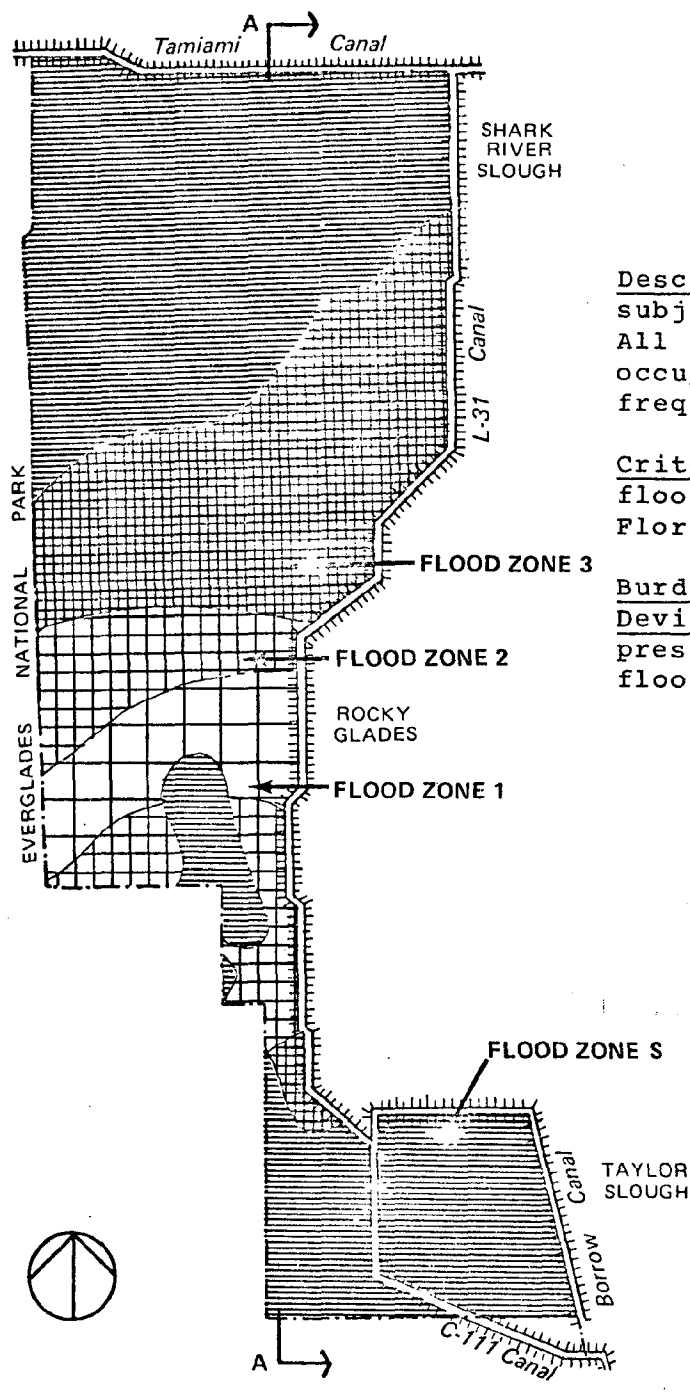 A
Tamiami Canal
SHARK
RIVER
SLOUGH
L-31 Canal
EVERGLADES NATIONAL PARK
FLOOD ZONE 3
FLOOD ZONE 2
ROCKY
GLADES
FLOOD ZONE 1
FLOOD ZONE S
TAYLOR
SLOUGH
Borrow Canal
C-111 Canal
A
Desc
subj
All
occu
freq
Crit
floo
Flor
Burd
Devi
pres
floo